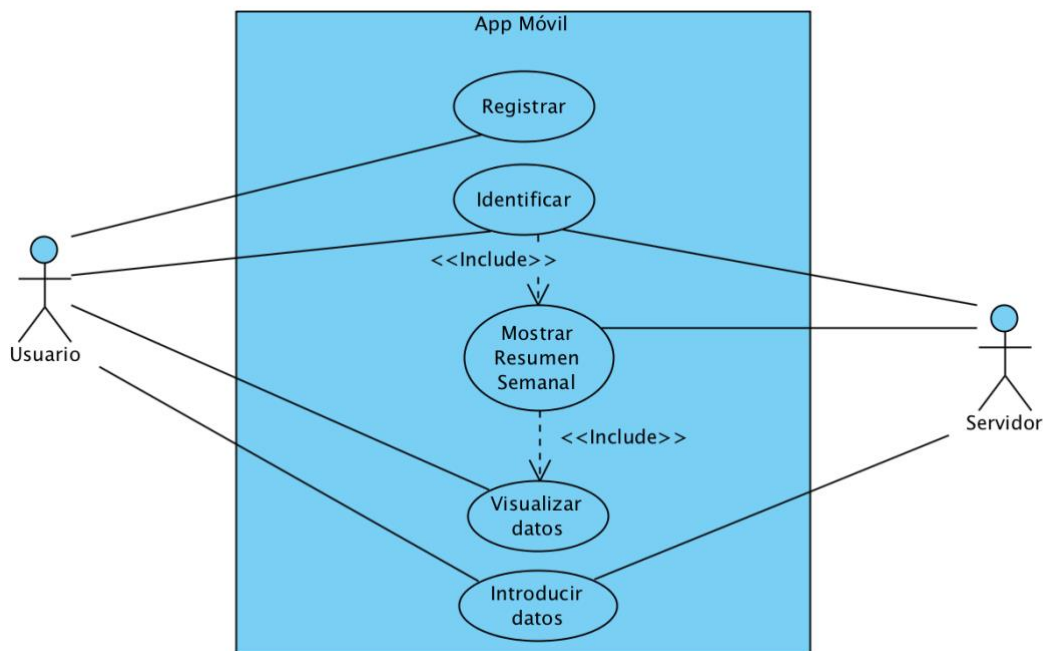 App Móvil
Registrar
Identificar
<<Include>>
Usuario
Mostrar
Resumen
Semanal
Servidor
<<Include>>
Visualizar
datos
Introducir
datos